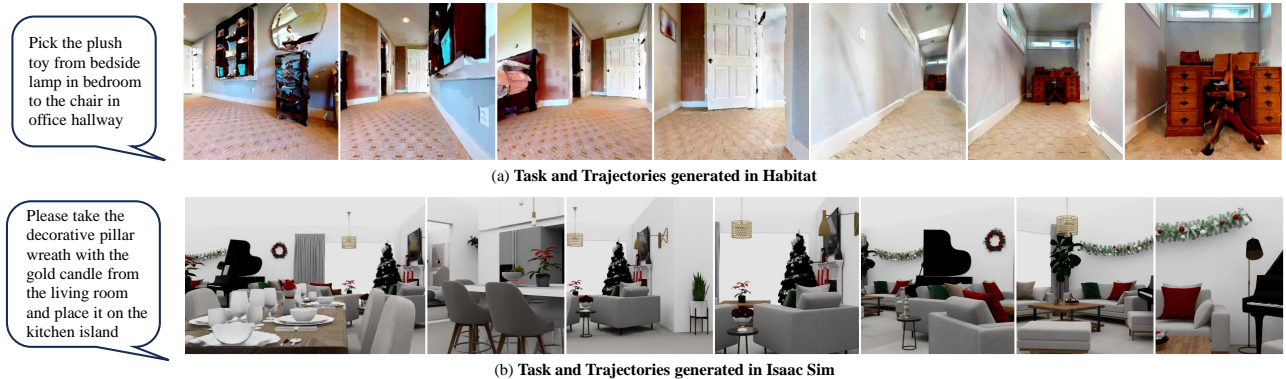 Pick the plush
toy from bedside
lamp in bedroom
to the chair in
office hallway
(a) Task and Trajectories generated in Habitat
Please take the
decorative pillar
wreath with the
gold candle from
the living room
and place it on the
kitchen island
(b) Task and Trajectories generated in Isaac Sim